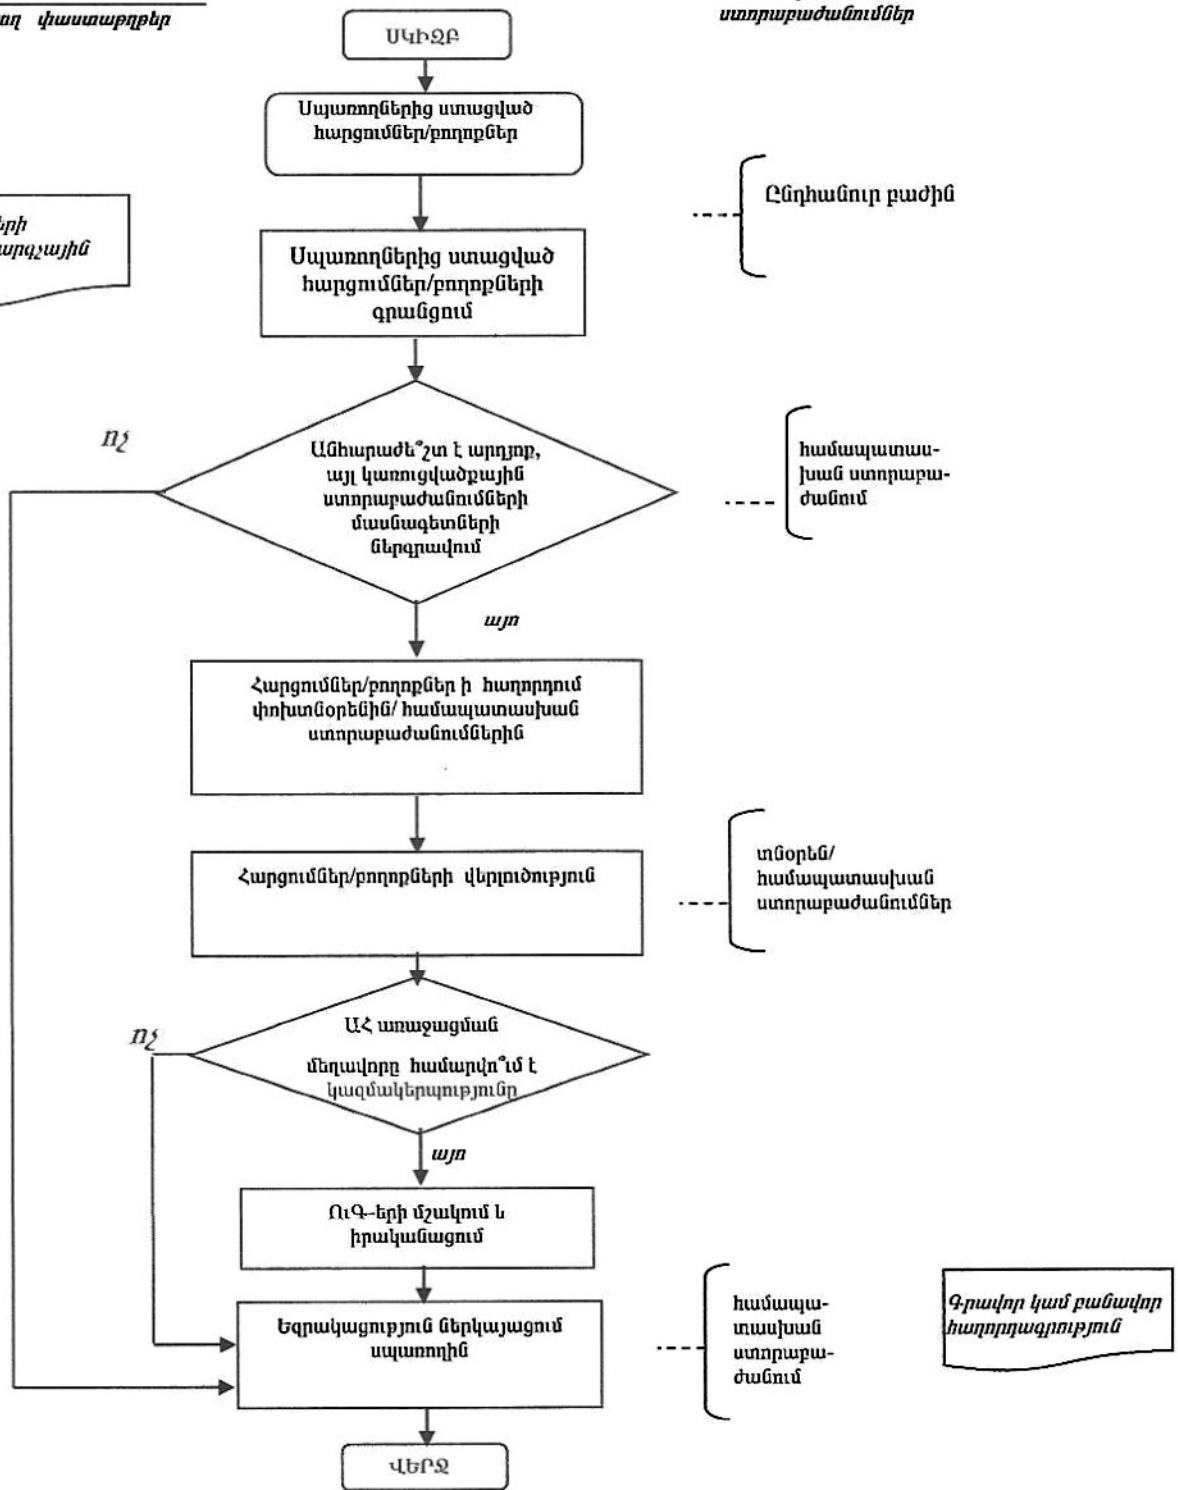 փաստաթղթեր
ստորաբաժանումներ
ՍԿԻԶԲ
Սպառողներից ստացված
հարցումներ/բողոքներ
Ընդհանուր բաժին
Սպառողներից ստացված
հարցումներ/բողոքների
գրանցում
ոչ
Անհարաժե՞շտ է արդյոք,
այլ կառուցվածքային
ստորաբաժանումների
մասնագետների
ներգրավում
համապատաս-
խան ստորաբա-
ժանում
այո
Հարցումներ/բողոքներ ի հաղորդում
փոխտնօրենին/ համապատասխան
ստորաբաժանումներին
Հարցումներ/բողոքների վերլուծություն
տնօրեն/
համապատասխան
ստորաբաժանումներ
ոչ
ԱՀ առաջացման
մեղավորը համարվո՞ւմ է
կազմակերպությունը
այո
ՈւԳ-երի մշակում և
իրականացում
Եզրակացություն ներկայացում
սպառողին
համապա-
տասխան
ստորաբա-
ժանում
Գրավոր կամ բանավոր
հաղորդագրություն
ՎԵՐՋ